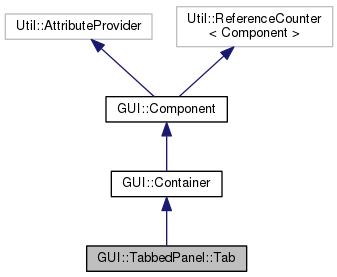 Util::AttributeProvider
Util::ReferenceCounter
< Component >
GUI::Component
GUI::Container
GUI::TabbedPanel::Tab